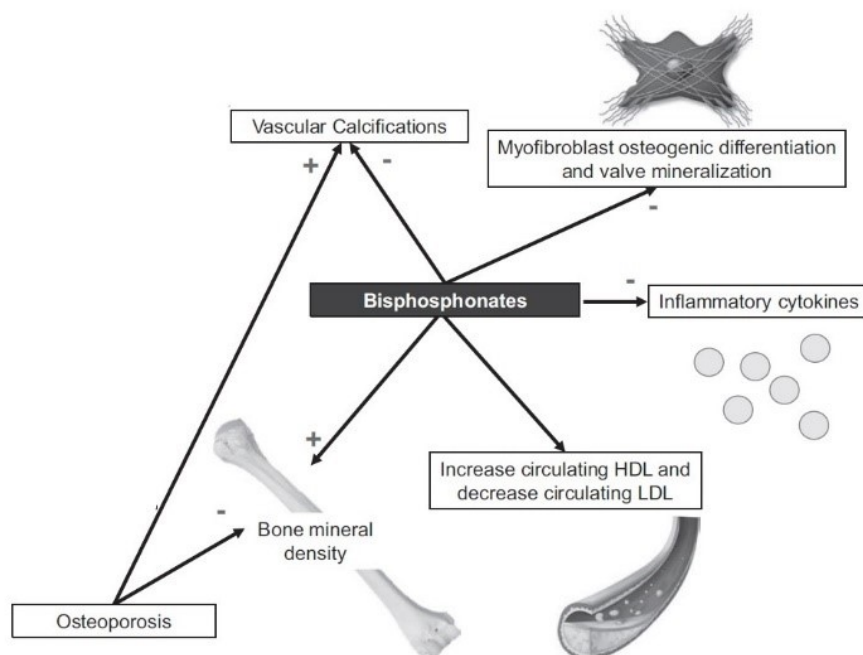 Vascular Calcifications
Myofibroblast osteogenic differentiation
and valve mineralization
+
-
-
Bisphosphonates
-
Inflammatory cytokines
+
Increase circulating HDL and
decrease circulating LDL
-
Bone mineral
density
Osteoporosis